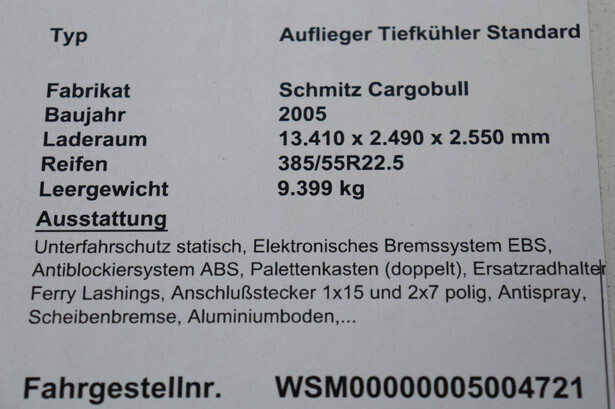 Typ Auflieger Tiefkühler Standard
Fabrikat Schmitz Cargobull
Baujahr 2005
Laderaum 13.410 x 2.490 x 2.550 mm
Reifen 385/55R22.5
Leergewicht 9.399 kg
Ausstattung
Unterfahrschutz statisch, Elektronisches Bremssystem EBS,
Antiblockiersystem ABS, Palettenkasten (doppelt), Ersatzradhalter
Ferry Lashings, Anschlußstecker 1x15 und 2x7 polig, Antispray,
Scheibenbremse, Aluminiumboden,...
Fahrgestellnr. WSM00000005004721